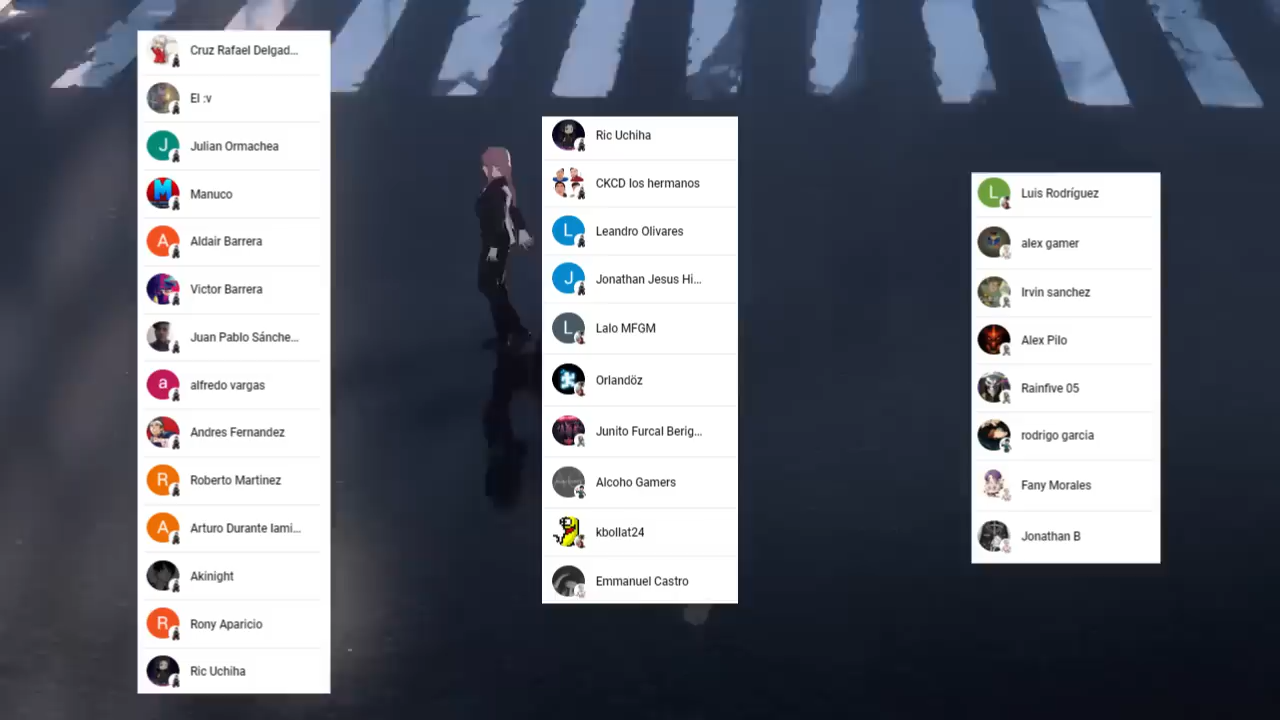 Cruz Rafael Delgad...
El :v
J
Julian Ormachea
M
Manuco
A
Aldair Barrera
Victor Barrera
Juan Pablo Sánche...
a
alfredo vargas
Andres Fernandez
R
Roberto Martinez
A
Arturo Durante lami...
Akinight
R
Rony Aparicio
Ric Uchiha
Ric Uchiha
CKCD los hermanos
L
Leandro Olivares
J
Jonathan Jesus Hi...
L
Lalo MFGM
Orlandöz
Junito Furcal Berig...
Alcoho Gamers
kbollat24
Emmanuel Castro
L
Luis Rodríguez
alex gamer
Irvin sanchez
Alex Pilo
Rainfive 05
rodrigo garcia
Fany Morales
Jonathan B